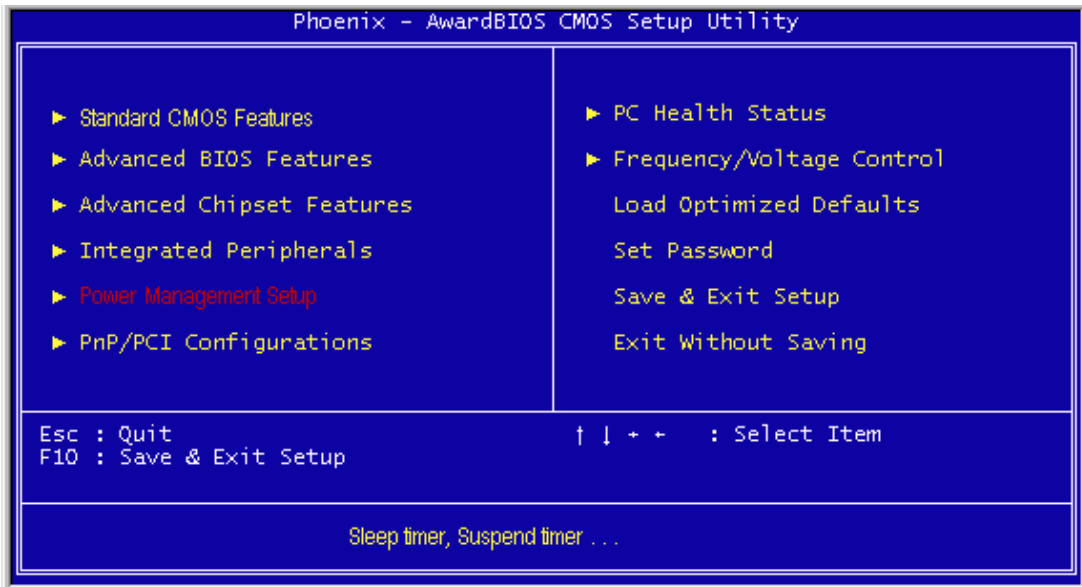 Phoenix - AwardBIOS CMOS Setup Utility
► Standard CMOS Features
► Advanced BIOS Features
► Advanced Chipset Features
► Integrated Peripherals
► Power Management Setup
► PnP/PCI Configurations
► PC Health Status
► Frequency/Voltage Control
Load Optimized Defaults
Set Password
Save & Exit Setup
Exit Without Saving
Esc : Quit
F10 : Save & Exit Setup
↑ ↓ → ← : Select Item
Sleep timer, Suspend timer . . .